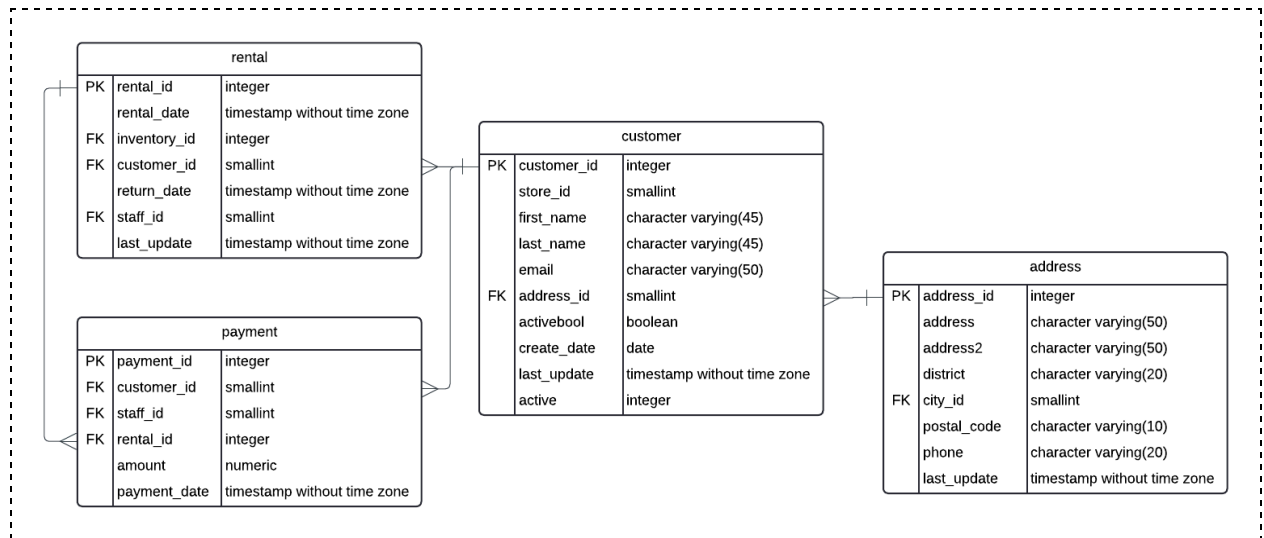 rental
PK rental_id integer
rental_date timestamp without time zone
FK inventory_id integer
FK customer_id smallint
return_date timestamp without time zone
FK staff_id smallint
last_update timestamp without time zone
payment
PK payment_id integer
FK customer_id smallint
FK staff_id smallint
FK rental_id integer
amount numeric
payment_date timestamp without time zone
customer
PK customer_id integer
store_id smallint
first_name character varying(45)
last_name character varying(45)
email character varying(50)
FK address_id smallint
activebool boolean
create_date date
last_update timestamp without time zone
active integer
address
PK address_id integer
address character varying(50)
address2 character varying(50)
district character varying(20)
FK city_id smallint
postal_code character varying(10)
phone character varying(20)
last_update timestamp without time zone